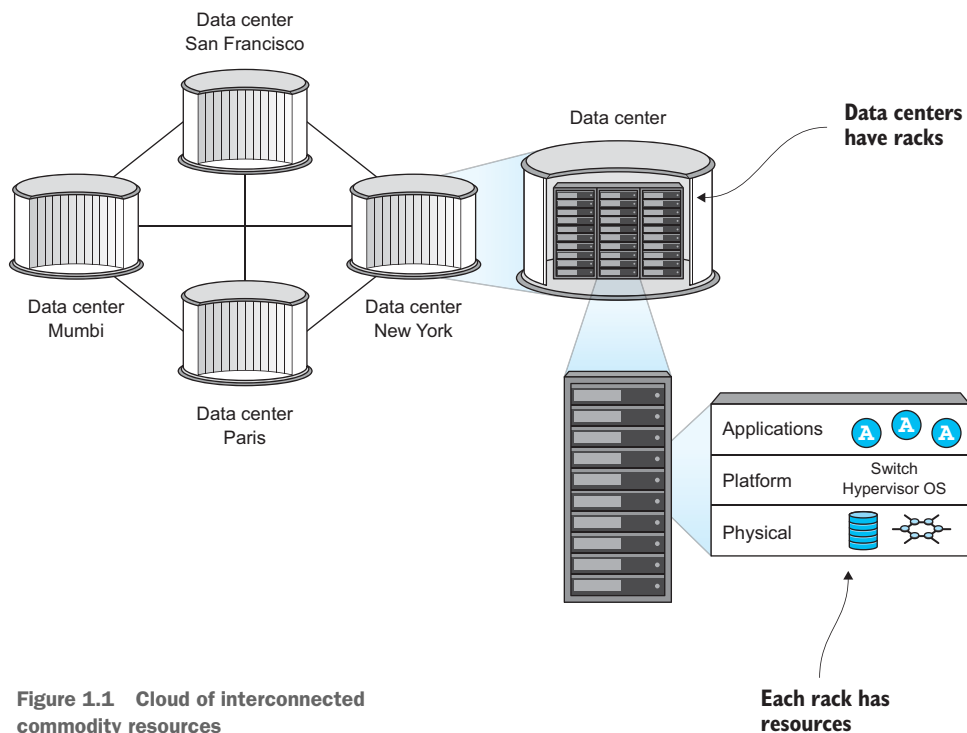 Data center
San Francisco
Data center
Mumbi
Data center
New York
Data center
Paris
Data center
Data centers
have racks
Applications
A A A
Platform
Switch
Hypervisor OS
Physical
Each rack has
resources
Figure 1.1 Cloud of interconnected
commodity resources